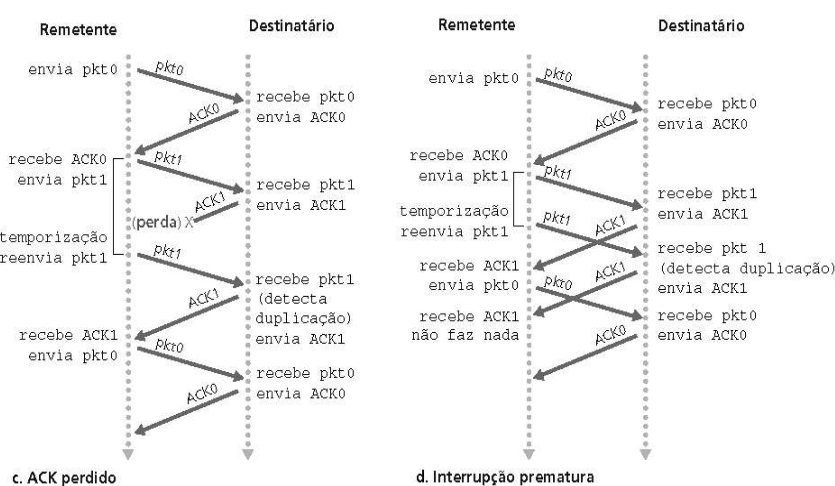 Remetente
Destinatário
envia pkt0
pkt0
recebe pkt0
envia ACK0
ACK0
recebe ACK0
envia pkt1
pkt1
recebe pkt1
envia ACK1
ACK1
(perda) X
temporização
reenvia pkt1
pkt1
recebe pkt1
(detecta
duplicação)
envia ACK1
ACK1
recebe ACK1
envia pkt0
pkt0
recebe pkt0
envia ACK0
ACK0
c. ACK perdido
Remetente
Destinatário
envia pkt0
pkt0
recebe pkt0
envia ACK0
ACK0
recebe ACK0
envia pkt1
pkt1
recebe pkt1
envia ACK1
temporização
reenvia pkt1
pkt1
ACK1
recebe pkt 1
(detecta duplicação)
envia ACK1
recebe ACK1
envia pkt0
pkt0
ACK1
recebe pkt0
envia ACK0
recebe ACK1
não faz nada
ACK0
d. Interrupção prematura